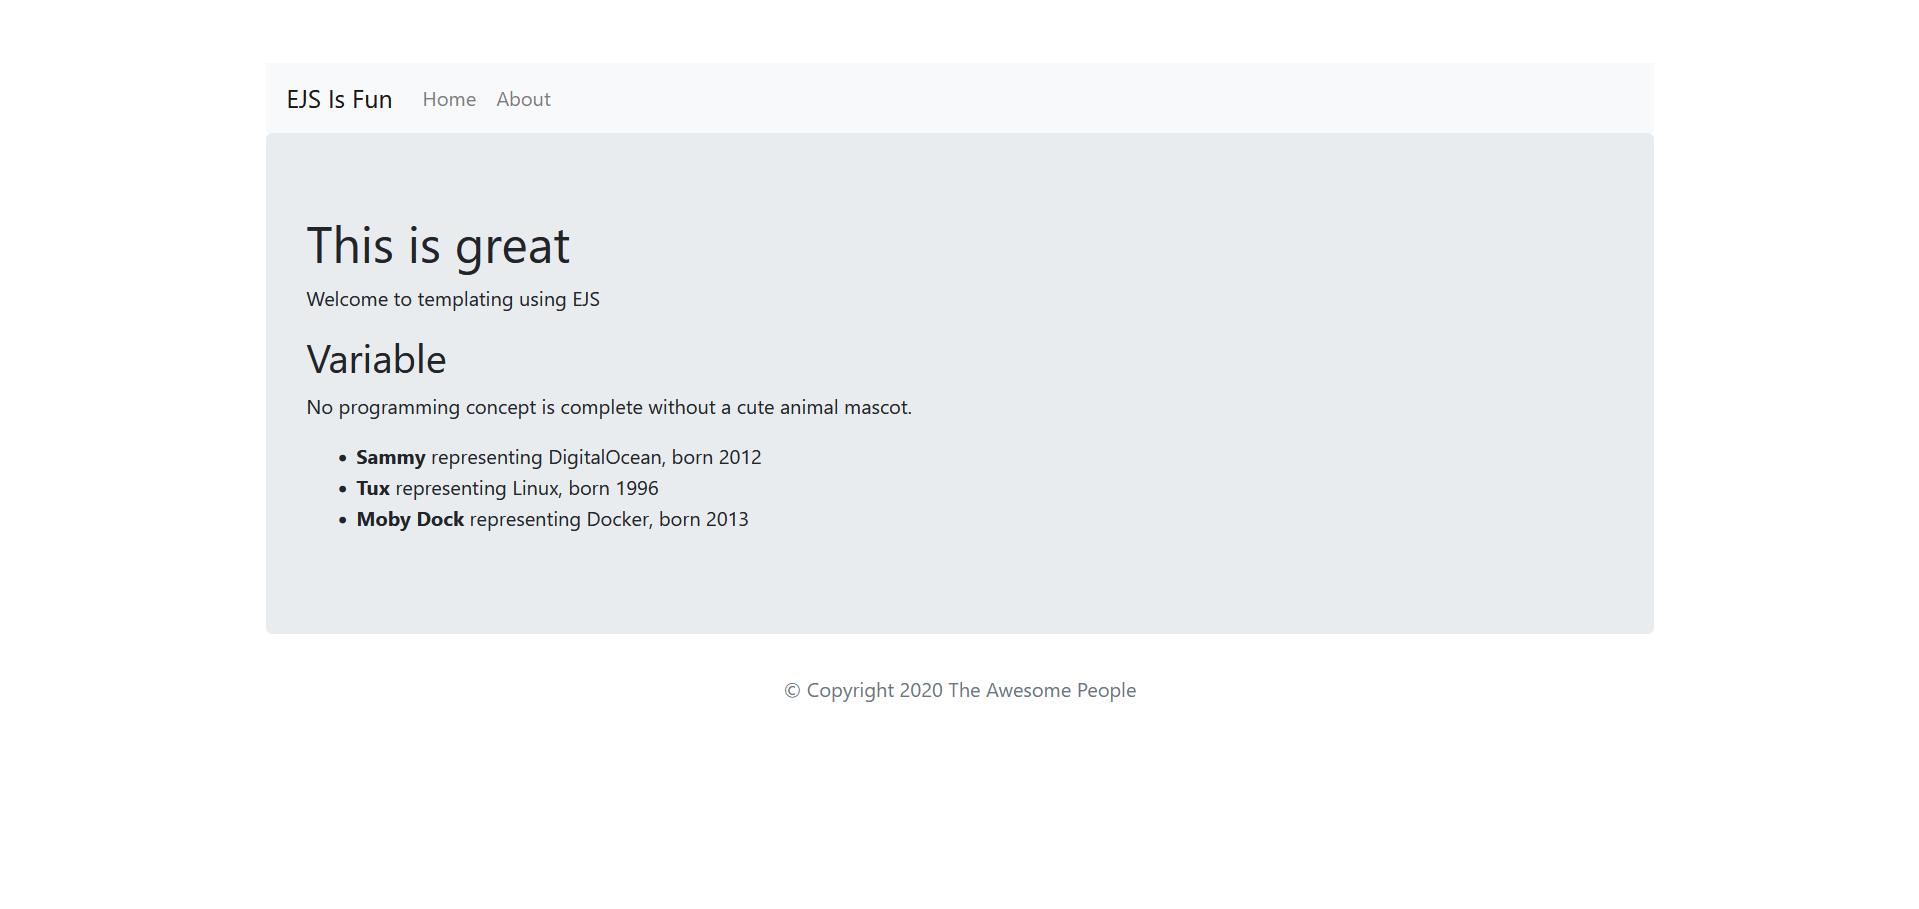 EJS Is Fun Home About
This is great
Welcome to templating using EJS
Variable
No programming concept is complete without a cute animal mascot.
• Sammy representing DigitalOcean, born 2012
• Tux representing Linux, born 1996
• Moby Dock representing Docker, born 2013
© Copyright 2020 The Awesome People